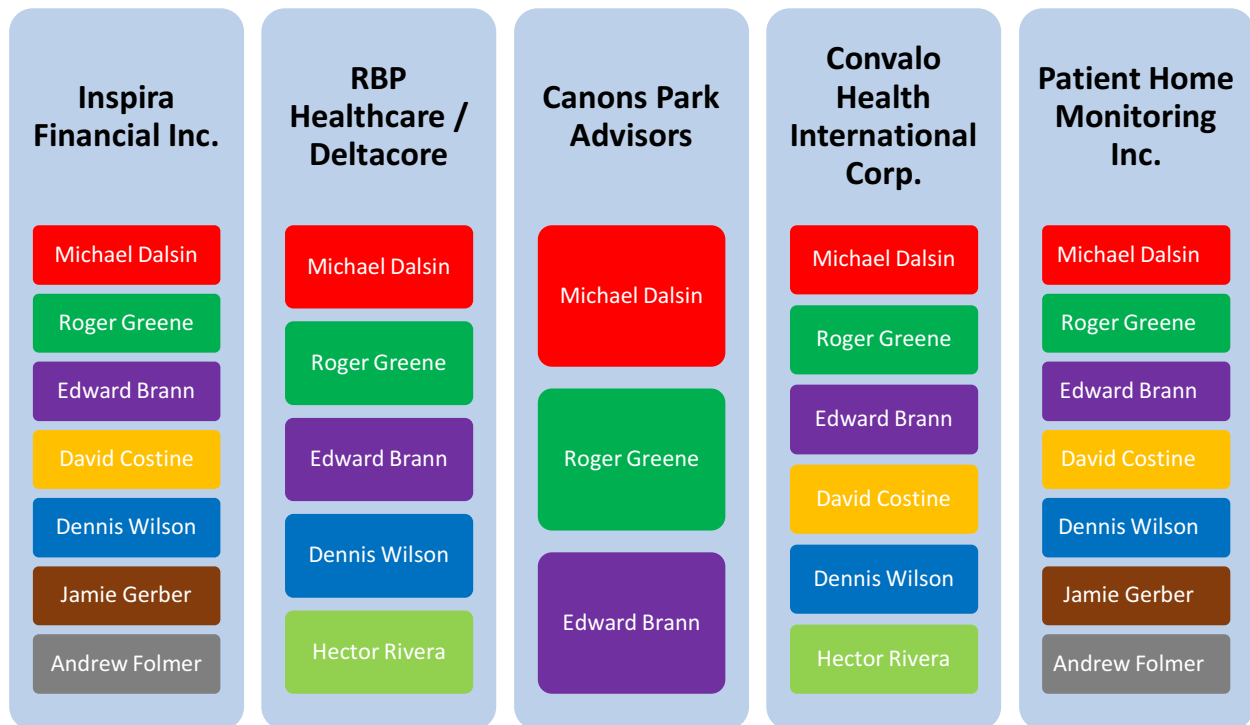 Inspira
Financial Inc.
Michael Dalsin
Roger Greene
Edward Brann
David Costine
Dennis Wilson
Jamie Gerber
Andrew Folmer
RBP
Healthcare /
Deltacore
Michael Dalsin
Roger Greene
Edward Brann
Dennis Wilson
Hector Rivera
Canons Park
Advisors
Michael Dalsin
Roger Greene
Edward Brann
Convalo
Health
International
Corp.
Michael Dalsin
Roger Greene
Edward Brann
David Costine
Dennis Wilson
Hector Rivera
Patient Home
Monitoring
Inc.
Michael Dalsin
Roger Greene
Edward Brann
David Costine
Dennis Wilson
Jamie Gerber
Andrew Folmer